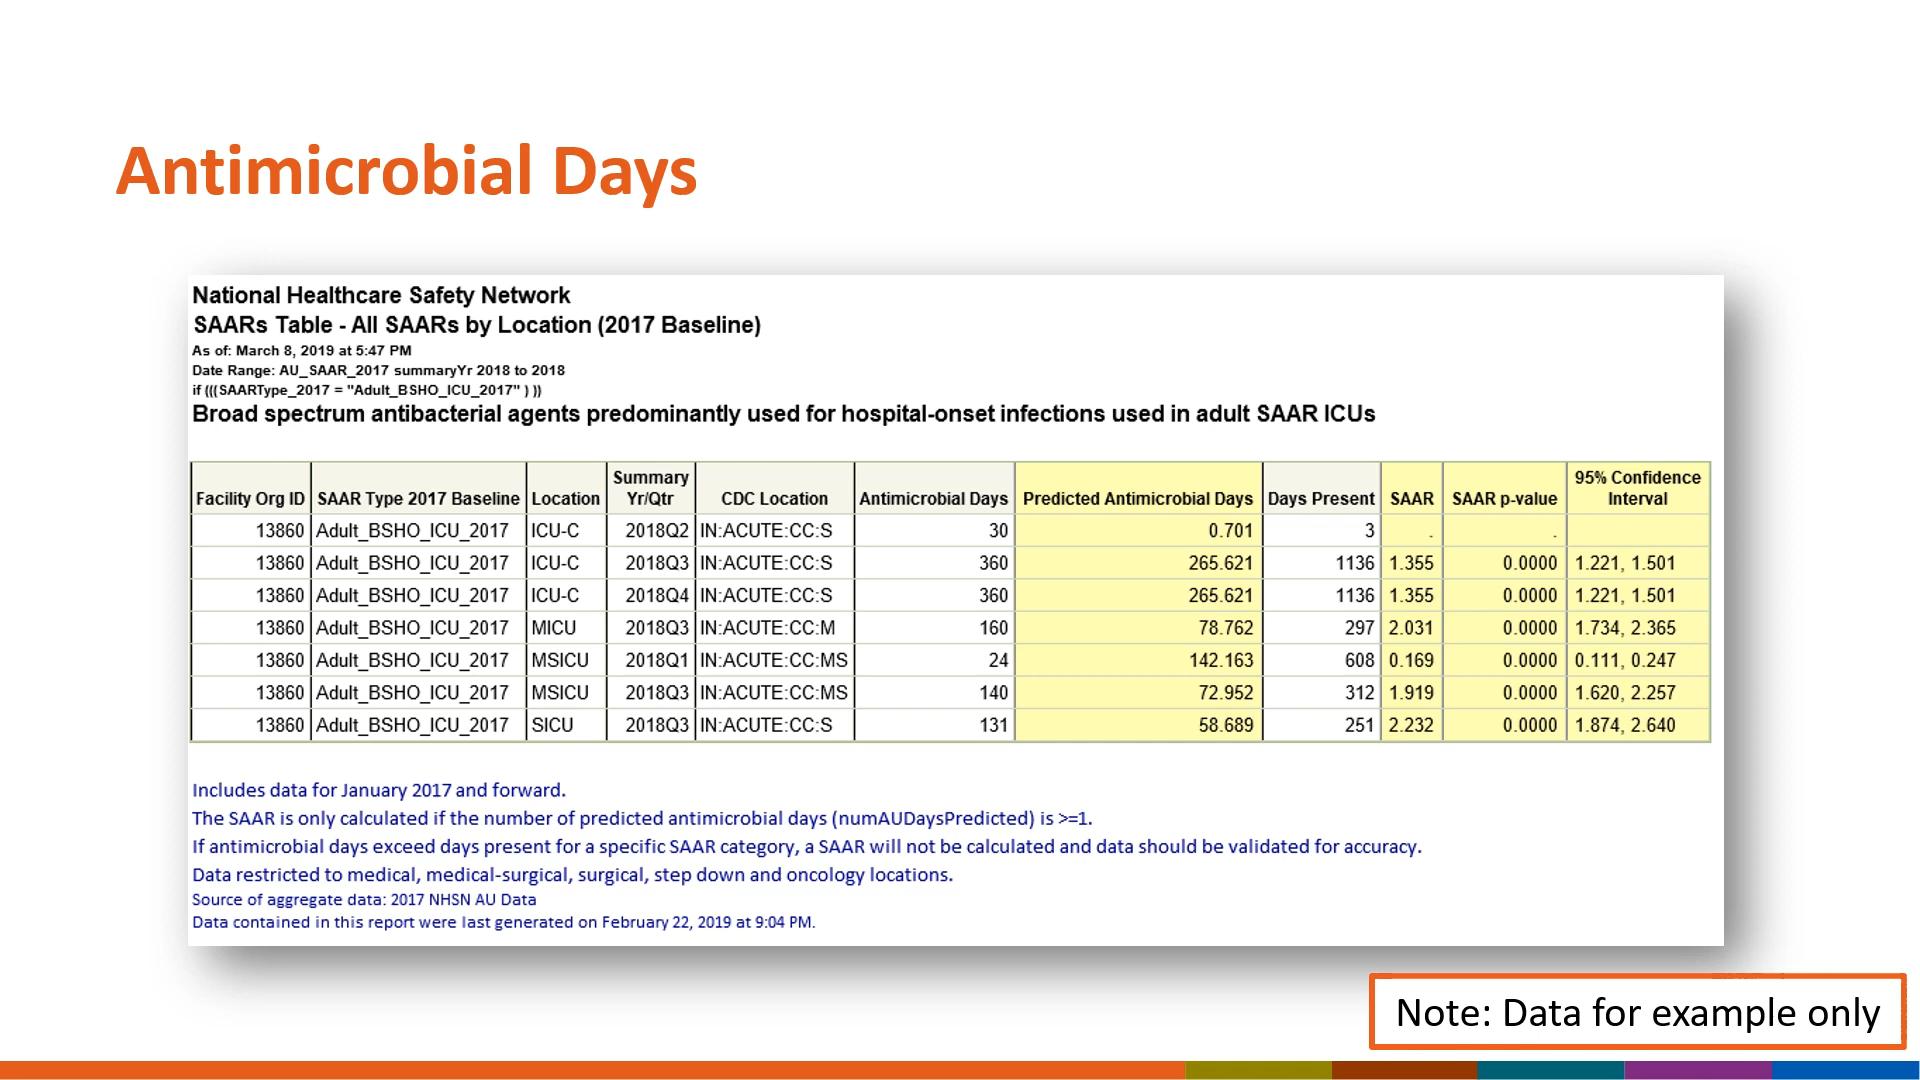 Antimicrobial Days
National Healthcare Safety Network
SAARs Table - All SAARs by Location (2017 Baseline)
As of: March 8, 2019 at 5:47 PM
Date Range: AU_SAAR_2017 summaryYr 2018 to 2018
if (((SAARType_2017 = "Adult_BSHO_ICU_2017" ) ))
Broad spectrum antibacterial agents predominantly used for hospital-onset infections used in adult SAAR ICUs
Facility Org ID SAAR Type 2017 Baseline Location Summary Yr/Qtr CDC Location Antimicrobial Days Predicted Antimicrobial Days Days Present SAAR SAAR p-value 95% Confidence Interval
13860 Adult_BSHO_ICU_2017 ICU-C 2018Q2 IN:ACUTE:CC:S 30 0.701 3 . .
13860 Adult_BSHO_ICU_2017 ICU-C 2018Q3 IN:ACUTE:CC:S 360 265.621 1136 1.355 0.0000 1.221, 1.501
13860 Adult_BSHO_ICU_2017 ICU-C 2018Q4 IN:ACUTE:CC:S 360 265.621 1136 1.355 0.0000 1.221, 1.501
13860 Adult_BSHO_ICU_2017 MICU 2018Q3 IN:ACUTE:CC:M 160 78.762 297 2.031 0.0000 1.734, 2.365
13860 Adult_BSHO_ICU_2017 MSICU 2018Q1 IN:ACUTE:CC:MS 24 142.163 608 0.169 0.0000 0.111, 0.247
13860 Adult_BSHO_ICU_2017 MSICU 2018Q3 IN:ACUTE:CC:MS 140 72.952 312 1.919 0.0000 1.620, 2.257
13860 Adult_BSHO_ICU_2017 SICU 2018Q3 IN:ACUTE:CC:S 131 58.689 251 2.232 0.0000 1.874, 2.640
Includes data for January 2017 and forward.
The SAAR is only calculated if the number of predicted antimicrobial days (numAUDaysPredicted) is >=1.
If antimicrobial days exceed days present for a specific SAAR category, a SAAR will not be calculated and data should be validated for accuracy.
Data restricted to medical, medical-surgical, surgical, step down and oncology locations.
Source of aggregate data: 2017 NHSN AU Data
Data contained in this report were last generated on February 22, 2019 at 9:04 PM.
Note: Data for example only